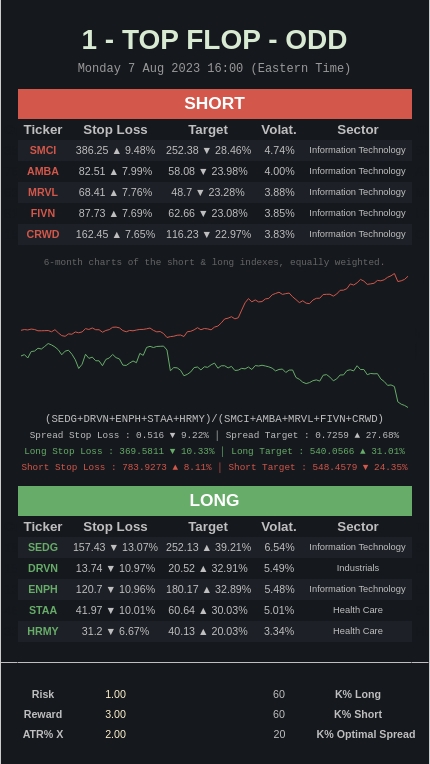 1 - TOP FLOP - ODD
Monday 7 Aug 2023 16:00 (Eastern Time)
SHORT
Ticker Stop Loss Target Volat. Sector
SMCI 386.25 ▲ 9.48% 252.38 ▼ 28.46% 4.74% Information Technology
AMBA 82.51 ▲ 7.99% 58.08 ▼ 23.98% 4.00% Information Technology
MRVL 68.41 ▲ 7.76% 48.7 ▼ 23.28% 3.88% Information Technology
FIVN 87.73 ▲ 7.69% 62.66 ▼ 23.08% 3.85% Information Technology
CRWD 162.45 ▲ 7.65% 116.23 ▼ 22.97% 3.83% Information Technology
6-month charts of the short & long indexes, equally weighted.
(SEDG+DRVN+ENPH+STAA+HRMY)/(SMCI+AMBA+MRVL+FIVN+CRWD)
Spread Stop Loss : 0.516 ▼ 9.22% | Spread Target : 0.7259 ▲ 27.68%
Long Stop Loss : 369.5811 ▼ 10.33% | Long Target : 540.0566 ▲ 31.01%
Short Stop Loss : 783.9273 ▲ 8.11% | Short Target : 548.4579 ▼ 24.35%
LONG
Ticker Stop Loss Target Volat. Sector
SEDG 157.43 ▼ 13.07% 252.13 ▲ 39.21% 6.54% Information Technology
DRVN 13.74 ▼ 10.97% 20.52 ▲ 32.91% 5.49% Industrials
ENPH 120.7 ▼ 10.96% 180.17 ▲ 32.89% 5.48% Information Technology
STAA 41.97 ▼ 10.01% 60.64 ▲ 30.03% 5.01% Health Care
HRMY 31.2 ▼ 6.67% 40.13 ▲ 20.03% 3.34% Health Care
Risk 1.00 60 K% Long
Reward 3.00 60 K% Short
ATR% X 2.00 20 K% Optimal Spread